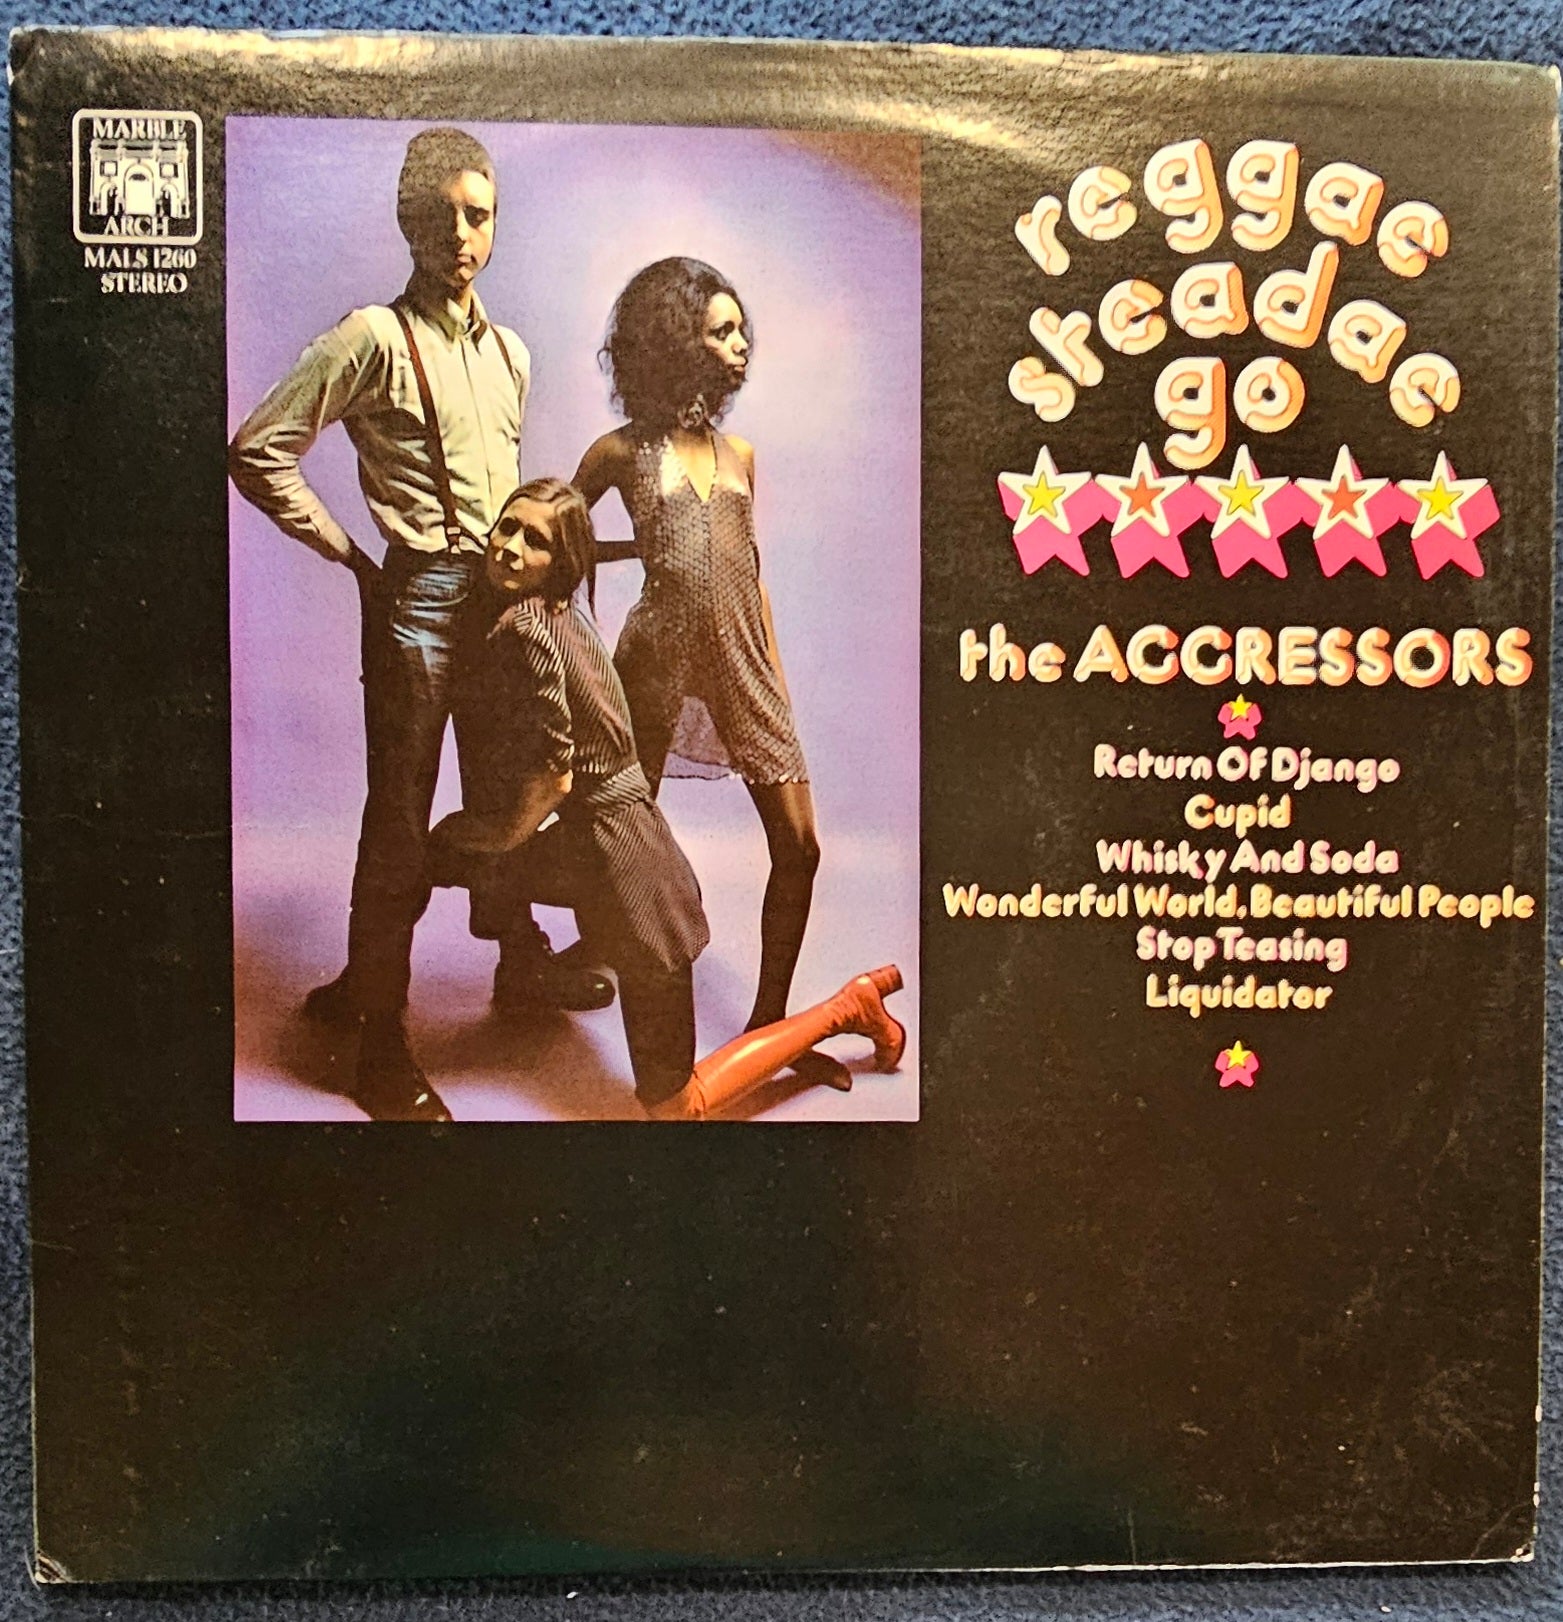 MARBLE
ARCH
MALS 1260
STEREO
reggae
steadae
go
the AGGRESSORS
Return Of Django
Cupid
Whisky And Soda
Wonderful World, Beautiful People
Stop Teasing
Liquidator